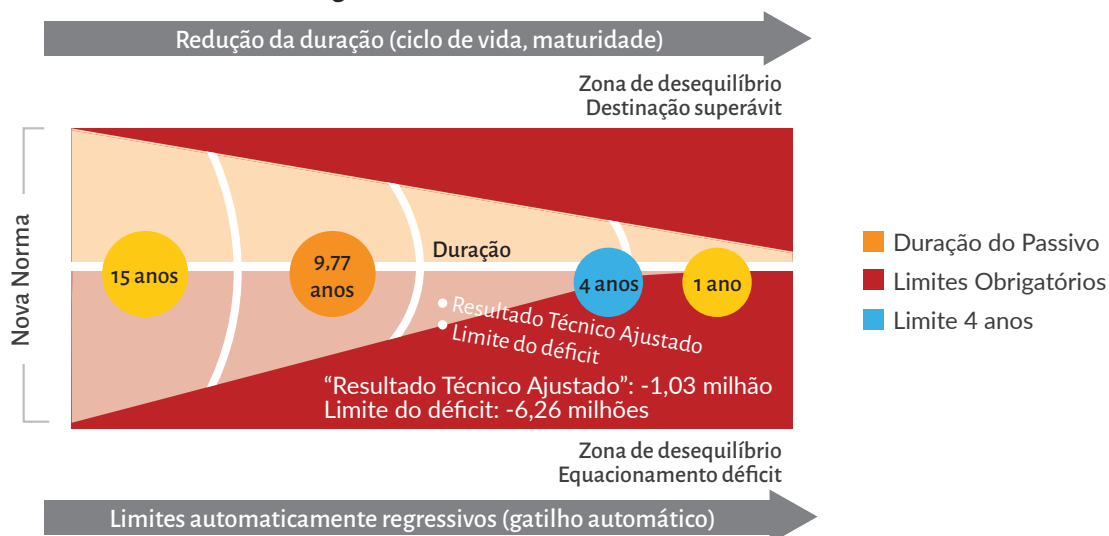 Redução da duração (ciclo de vida, maturidade)
Zona de desequilíbrio
Destinação superávit
Nova Norma
15 anos
9,77
anos
Duração
4 anos
1 ano
Resultado Técnico Ajustado
Limite do déficit
“Resultado Técnico Ajustado”: -1,03 milhão
Limite do déficit: -6,26 milhões
Duração do Passivo
Limites Obrigatórios
Limite 4 anos
Zona de desequilíbrio
Equacionamento déficit
Limites automaticamente regressivos (gatilho automático)